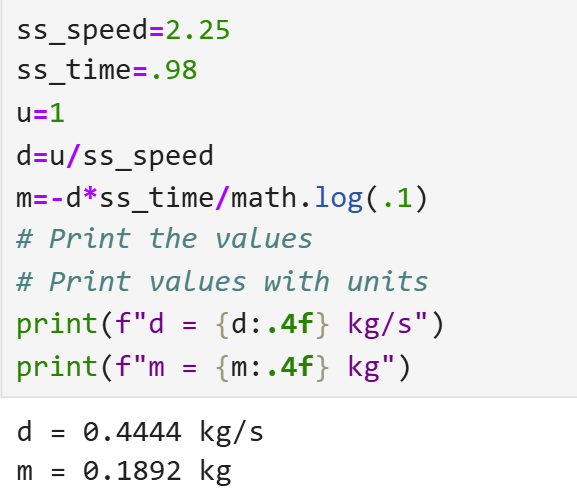 ss_speed=2.25
ss_time=.98
u=1
d=u/ss_speed
m=-d*ss_time/math.log(.1)
# Print the values
# Print values with units
print(f"d = {d:.4f} kg/s")
print(f"m = {m:.4f} kg")
d = 0.4444 kg/s
m = 0.1892 kg